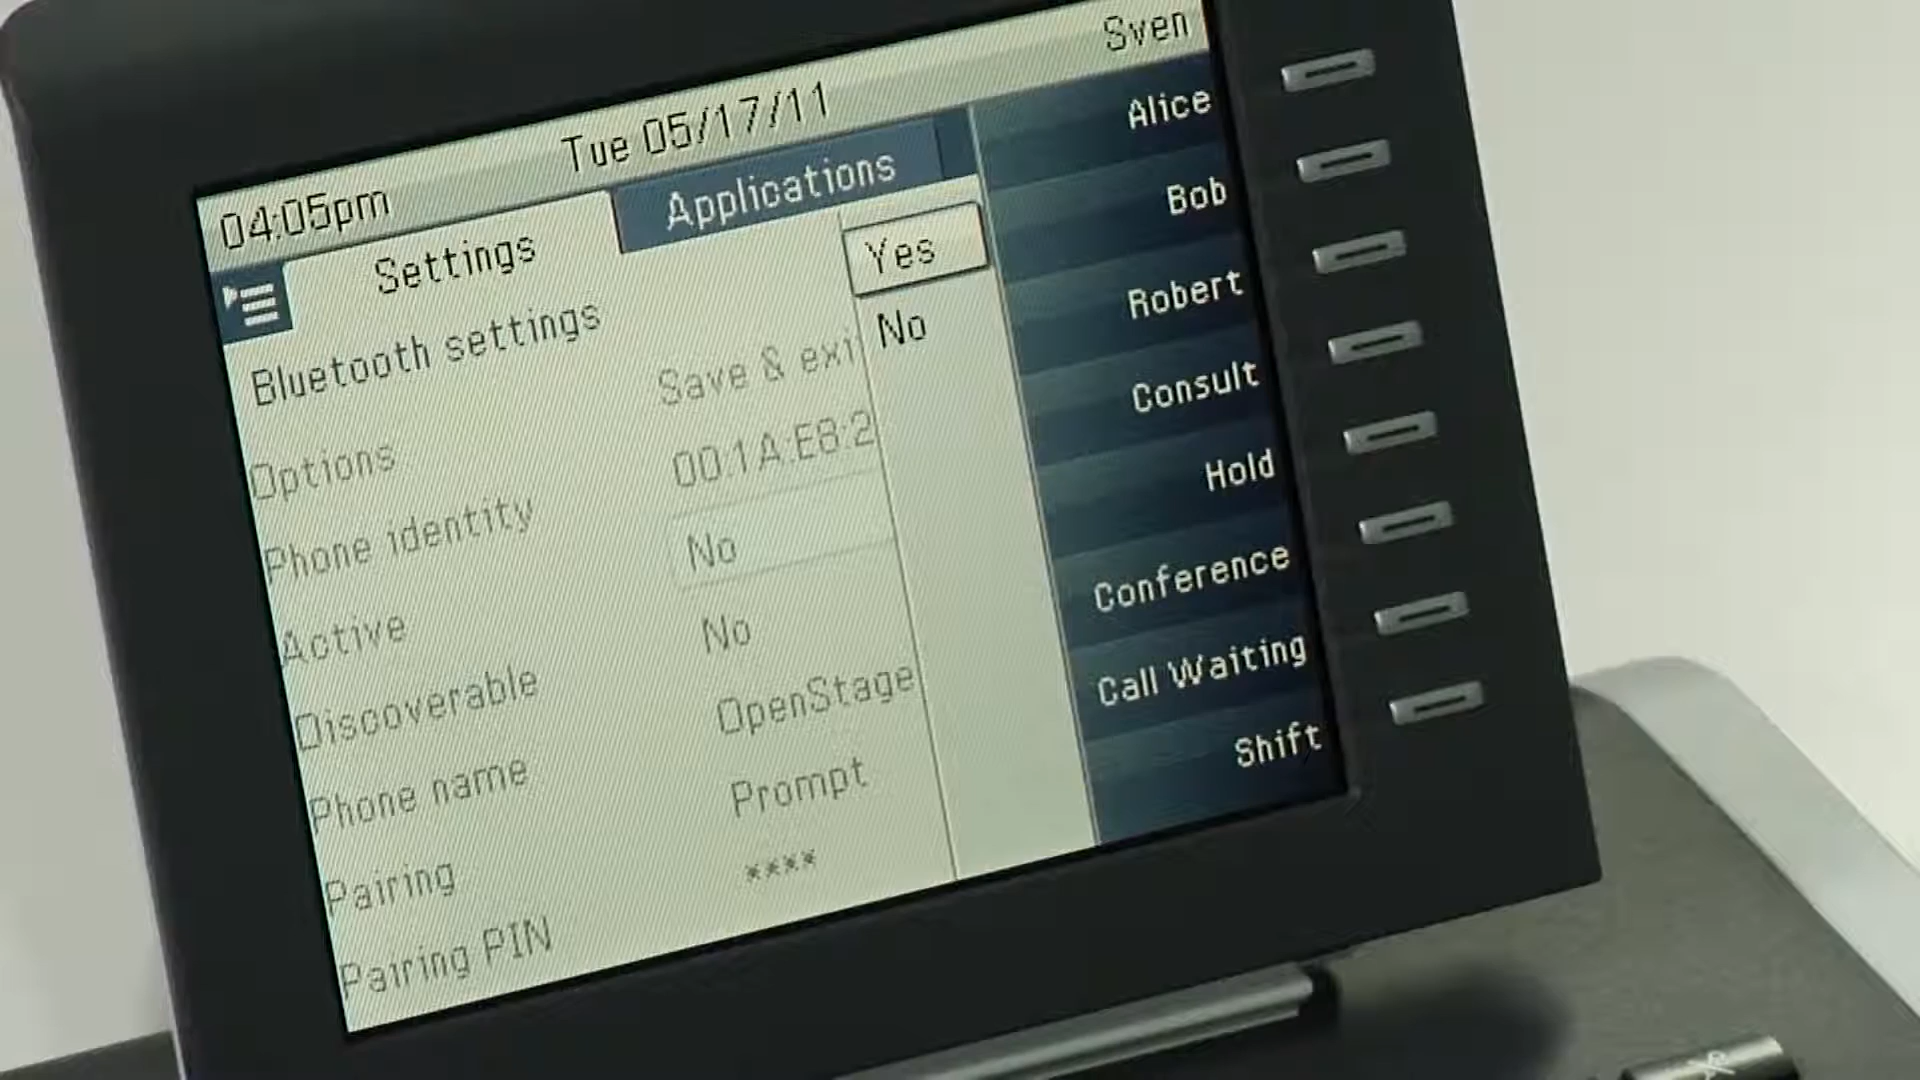 Sven
04:05pm Tue 05/17/11
Settings Applications
Bluetooth settings
Options Save & exi
Phone identity 00:1A:E8:2
Active No
Discoverable No
Phone name OpenStage
Pairing Prompt
Pairing PIN ****
Yes
No
Alice
Bob
Robert
Consult
Hold
Conference
Call Waiting
Shift